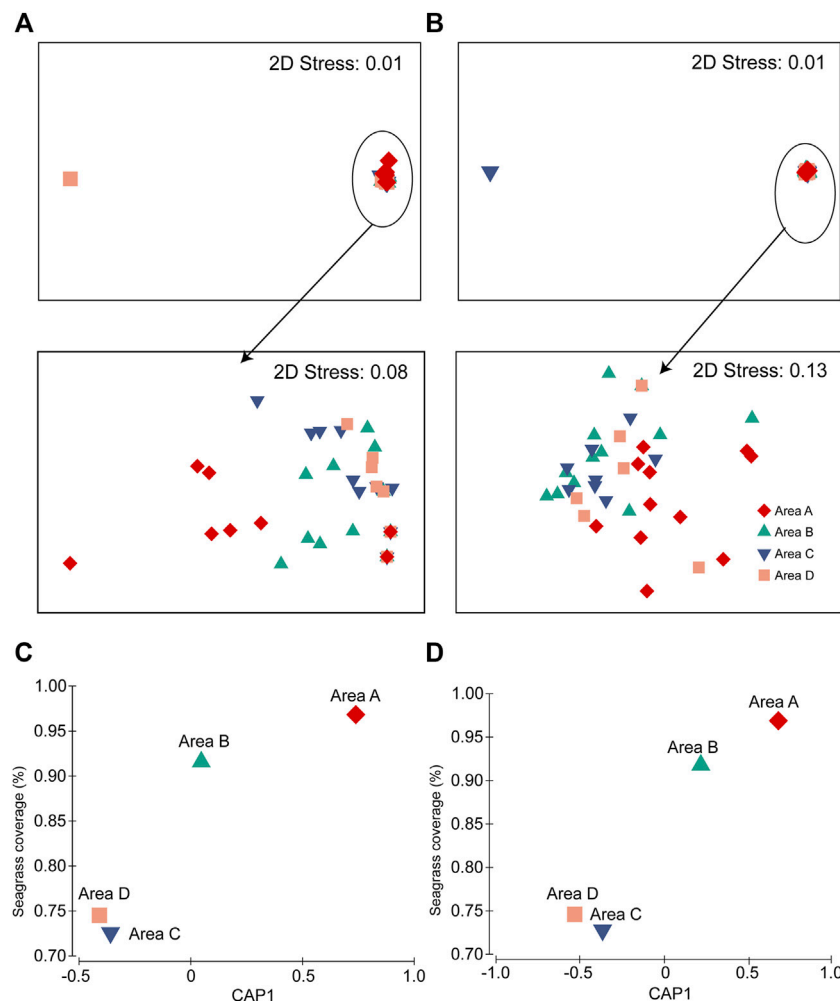 A
B
2D Stress: 0.01
2D Stress: 0.01
2D Stress: 0.08
2D Stress: 0.13
Area A
Area B
Area C
Area D
C
D
Seagrass coverage (%)
1.00
0.95
0.90
0.85
0.80
0.75
0.70
Area A
Area B
Area D
Area C
-0.5
0
0.5
1.0
CAP1
Seagrass coverage (%)
1.00
0.95
0.90
0.85
0.80
0.75
0.70
Area A
Area B
Area D
Area C
-1.0
-0.5
0
0.5
1.0
CAP1